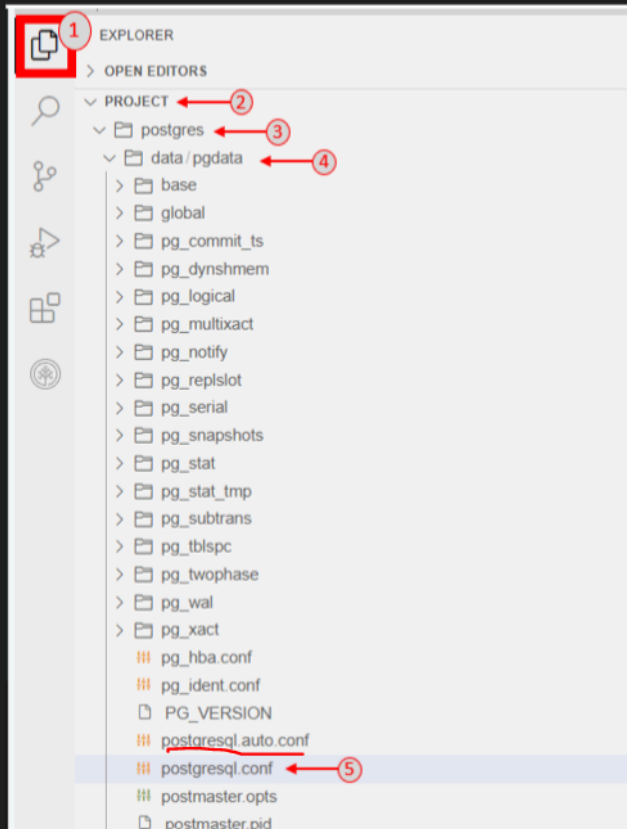 1 EXPLORER
OPEN EDITORS
PROJECT 2
postgres 3
data/pgdata 4
base
global
pg_commit_ts
pg_dynshmem
pg_logical
pg_multixact
pg_notify
pg_replslot
pg_serial
pg_snapshots
pg_stat
pg_stat_tmp
pg_subtrans
pg_tblspc
pg_twophase
pg_wal
pg_xact
pg_hba.conf
pg_ident.conf
PG_VERSION
postgresql.auto.conf
postgresql.conf 5
postmaster.opts
postmaster.pid